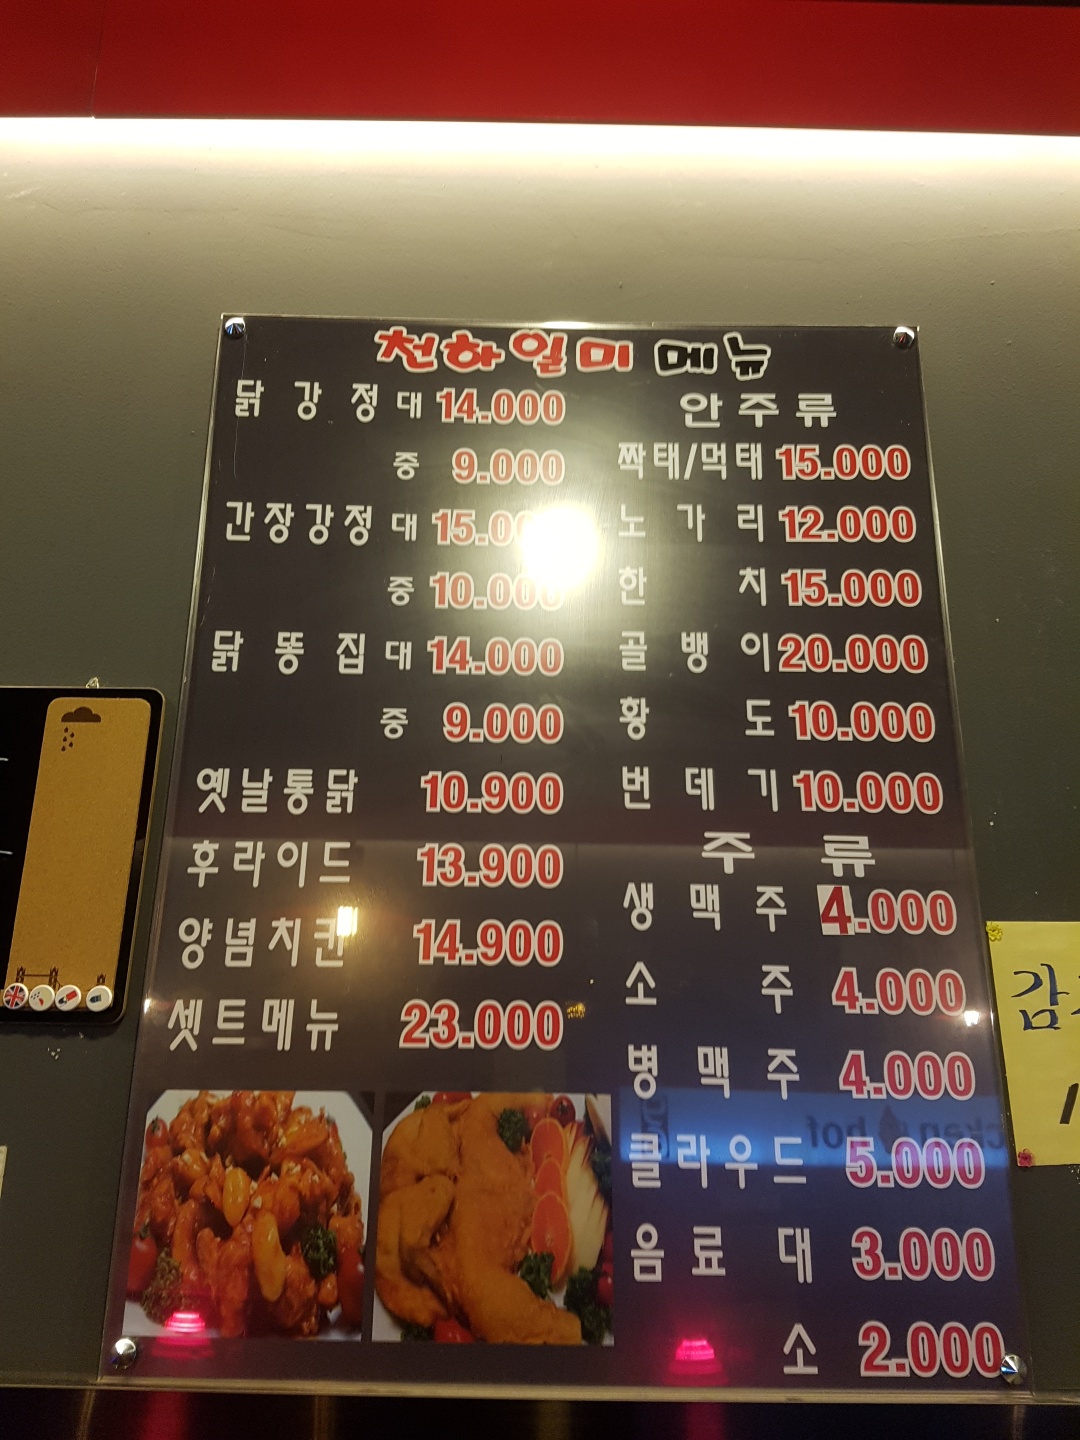 천하일미 메뉴
닭강정 대 14.000
중 9.000
간장강정 대 15.0
중 10.000
닭똥집 대 14.000
중 9.000
옛날통닭 10.900
후라이드 13.900
양념치킨 14.900
셋트메뉴 23.000
안주류
짝태/먹태 15.000
노가리 12.000
한치 15.000
골뱅이 20.000
황도 10.000
번데기 10.000
주류
생맥주 4.000
소주 4.000
병맥주 4.000
클라우드 5.000
음료 대 3.000
소 2.000